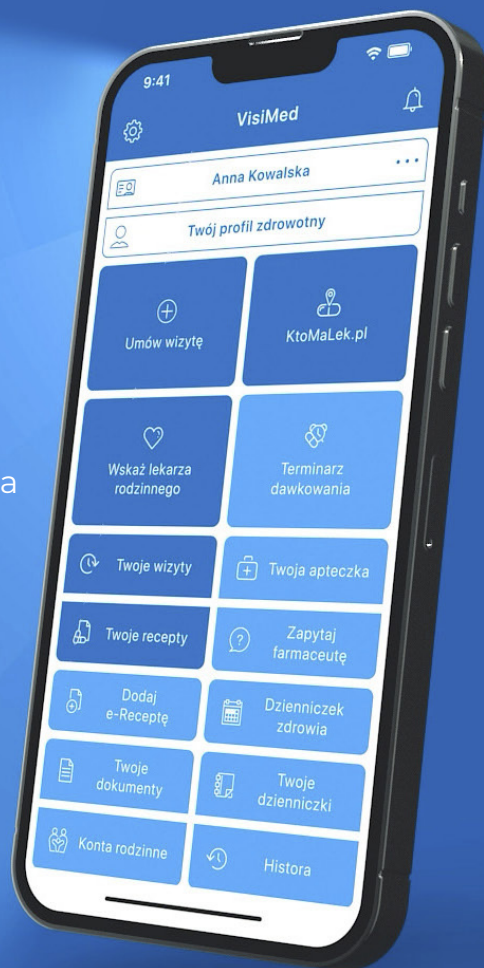 9:41
VisiMed
Anna Kowalska
Twój profil zdrowotny
Umów wizytę
KtoMaLek.pl
Wskaż lekarza
rodzinnego
Terminarz
dawkowania
a
Twoje wizyty
Twoja apteczka
Twoje recepty
Zapytaj
farmaceutę
Dodaj
e-Receptę
Dzienniczek
zdrowia
Twoje
dokumenty
Twoje
dzienniczki
Konta rodzinne
Histora